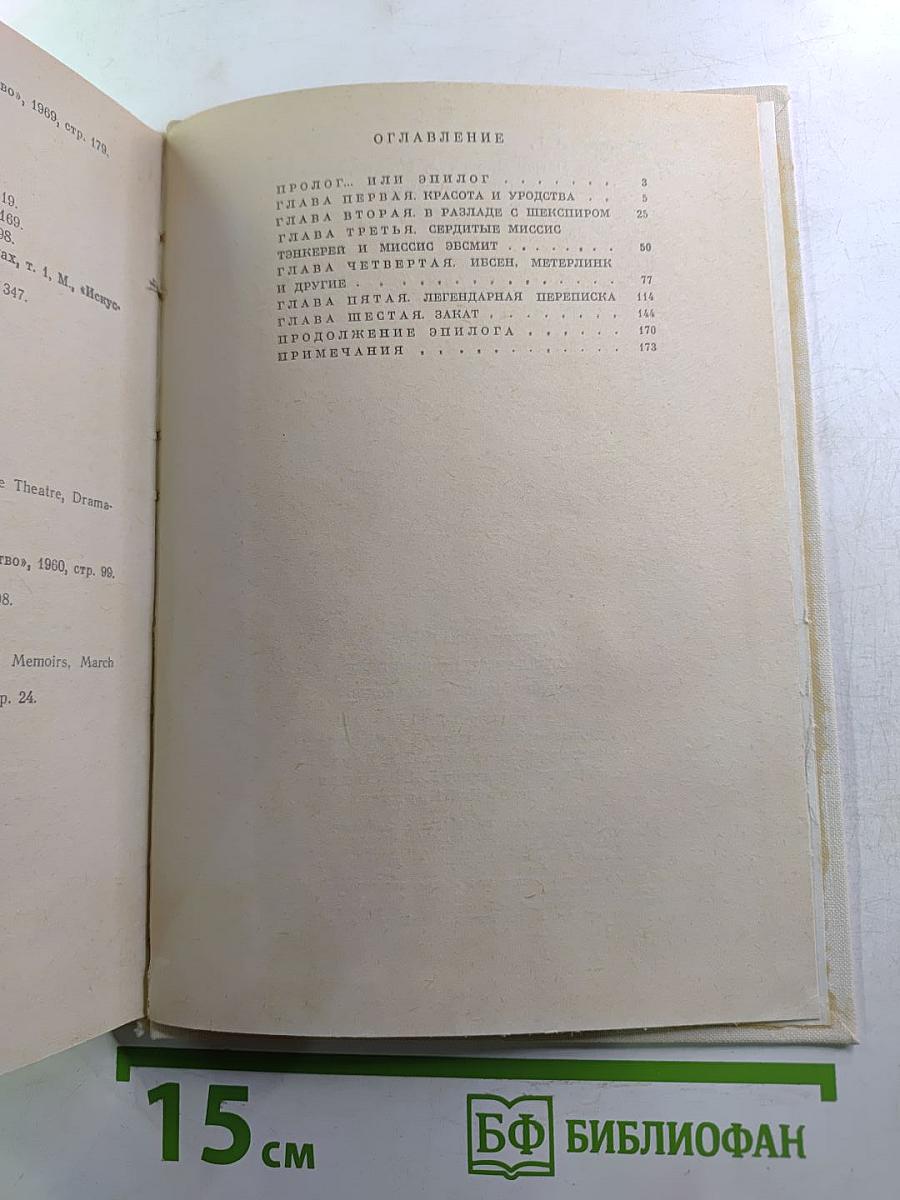 во», 1969, стр. 179.
19.
169.
98.
ах, т. 1, М., «Искус-
347.
e Theatre, Drama-
тво», 1960, стр. 99.
98.
Memoirs, March
р. 24.
ОГЛАВЛЕНИЕ
ПРОЛОГ... ИЛИ ЭПИЛОГ . . . . . . . 3
ГЛАВА ПЕРВАЯ. КРАСОТА И УРОДСТВА . . 5
ГЛАВА ВТОРАЯ. В РАЗЛАДЕ С ШЕКСПИРОМ 25
ГЛАВА ТРЕТЬЯ. СЕРДИТЫЕ МИССИС
ТЭНКЕРЕЙ И МИССИС ЭБСМИТ . . . . . . 50
ГЛАВА ЧЕТВЕРТАЯ. ИБСЕН, МЕТЕРЛИНК
И ДРУГИЕ . . . . . . . . . . . . . 77
ГЛАВА ПЯТАЯ. ЛЕГЕНДАРНАЯ ПЕРЕПИСКА 114
ГЛАВА ШЕСТАЯ. ЗАКАТ . . . . . . . . 144
ПРОДОЛЖЕНИЕ ЭПИЛОГА . . . . . . 170
ПРИМЕЧАНИЯ . . . . . . . . . . . . 173
15 см
БФ БИБЛИОФАН